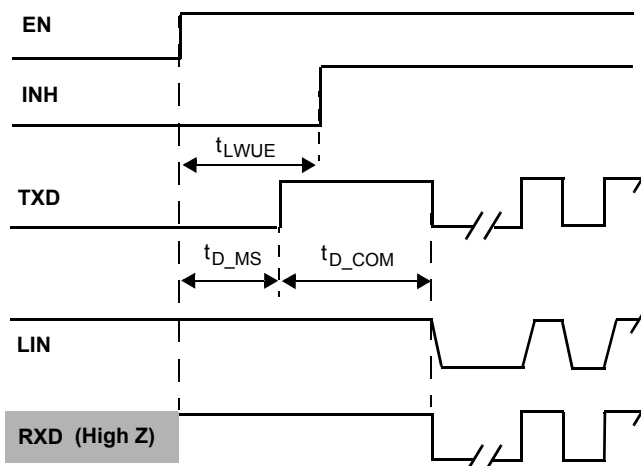 EN
INH
tLWUE
TXD
tD_MS
tD_COM
LIN
RXD (High Z)